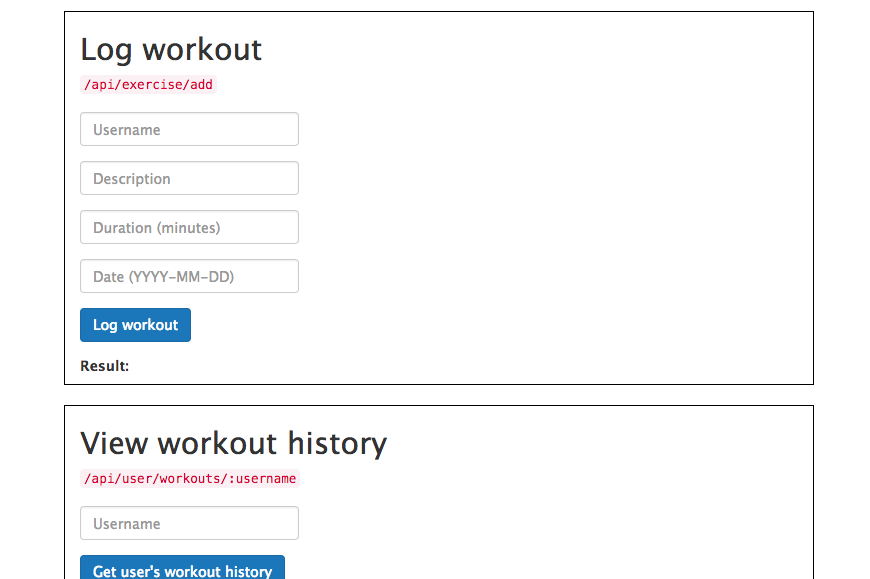 Log workout
/api/exercise/add
Username
Description
Duration (minutes)
Date (YYYY-MM-DD)
Log workout
Result:
View workout history
/api/user/workouts/:username
Username
Get user's workout history